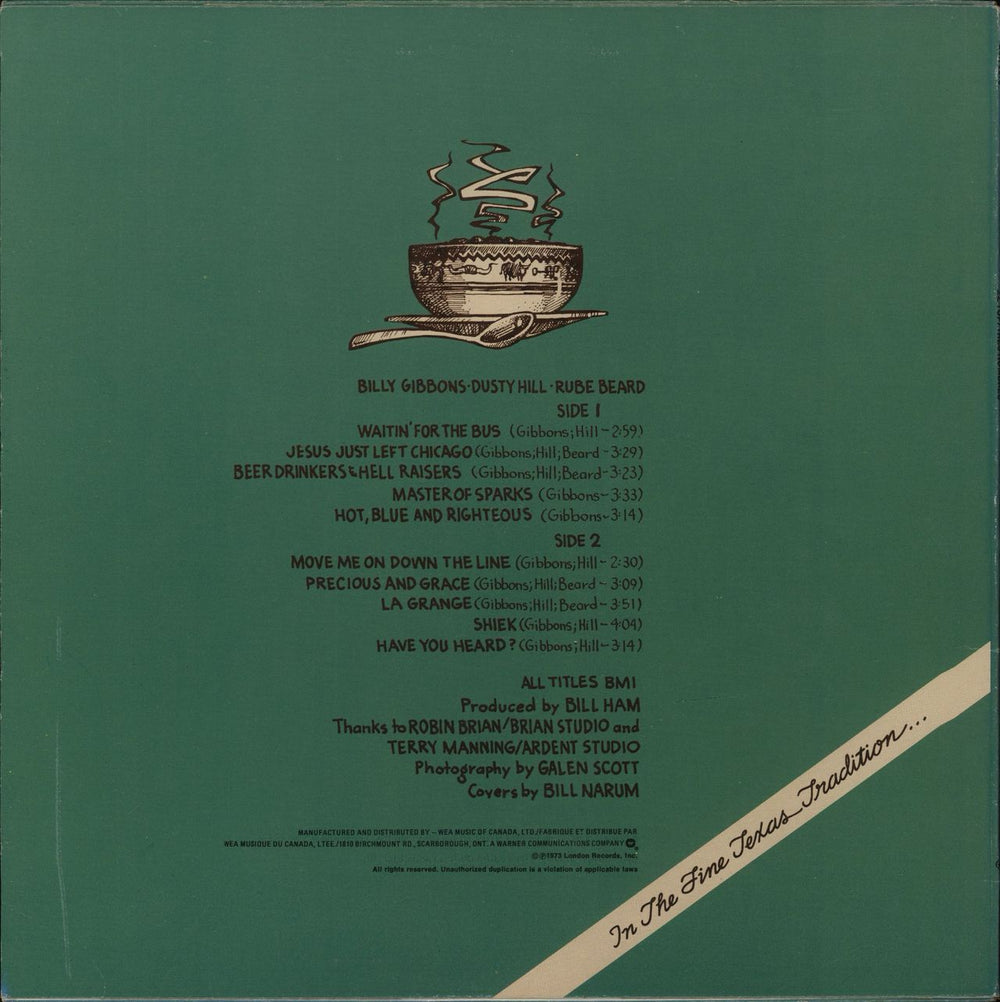 BILLY GIBBONS·DUSTY HILL·RUBE BEARD
SIDE 1
WAITIN' FOR THE BUS (Gibbons;Hill-2:59)
JESUS JUST LEFT CHICAGO (Gibbons;Hill;Beard-3:29)
BEER DRINKERS & HELL RAISERS (Gibbons;Hill;Beard-3:23)
MASTER OF SPARKS (Gibbons-3:33)
HOT, BLUE AND RIGHTEOUS (Gibbons-3:14)
SIDE 2
MOVE ME ON DOWN THE LINE (Gibbons;Hill-2:30)
PRECIOUS AND GRACE (Gibbons;Hill;Beard-3:09)
LA GRANGE (Gibbons;Hill;Beard-3:51)
SHIEK (Gibbons;Hill-4:04)
HAVE YOU HEARD? (Gibbons;Hill-3:14)
ALL TITLES BMI
Produced by BILL HAM
Thanks to ROBIN BRIAN/BRIAN STUDIO and
TERRY MANNING/ARDENT STUDIO
Photography by GALEN SCOTT
Covers by BILL NARUM
MANUFACTURED AND DISTRIBUTED BY - WEA MUSIC OF CANADA, LTD./FABRIQUE ET DISTRIBUE PAR
WEA MUSIQUE DU CANADA, LTEE./1810 BIRCHMOUNT RD., SCARBOROUGH, ONT. A WARNER COMMUNICATIONS COMPANY
©℗1973 London Records, Inc.
All rights reserved. Unauthorized duplication is a violation of applicable laws
In The Fine Texas Tradition...